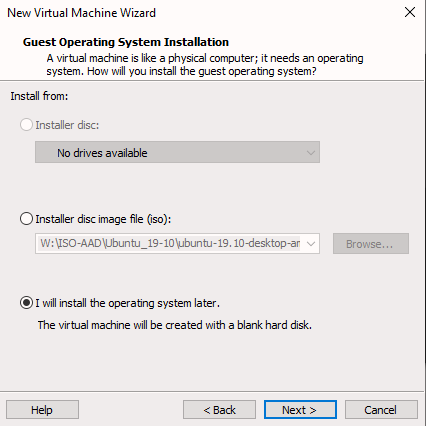 New Virtual Machine Wizard
Guest Operating System Installation
A virtual machine is like a physical computer; it needs an operating
system. How will you install the guest operating system?
Install from:
Installer disc:
No drives available
Installer disc image file (iso):
W:\ISO-AAD\Ubuntu_19-10\ubuntu-19.10-desktop-am
Browse...
I will install the operating system later.
The virtual machine will be created with a blank hard disk.
Help
< Back
Next >
Cancel